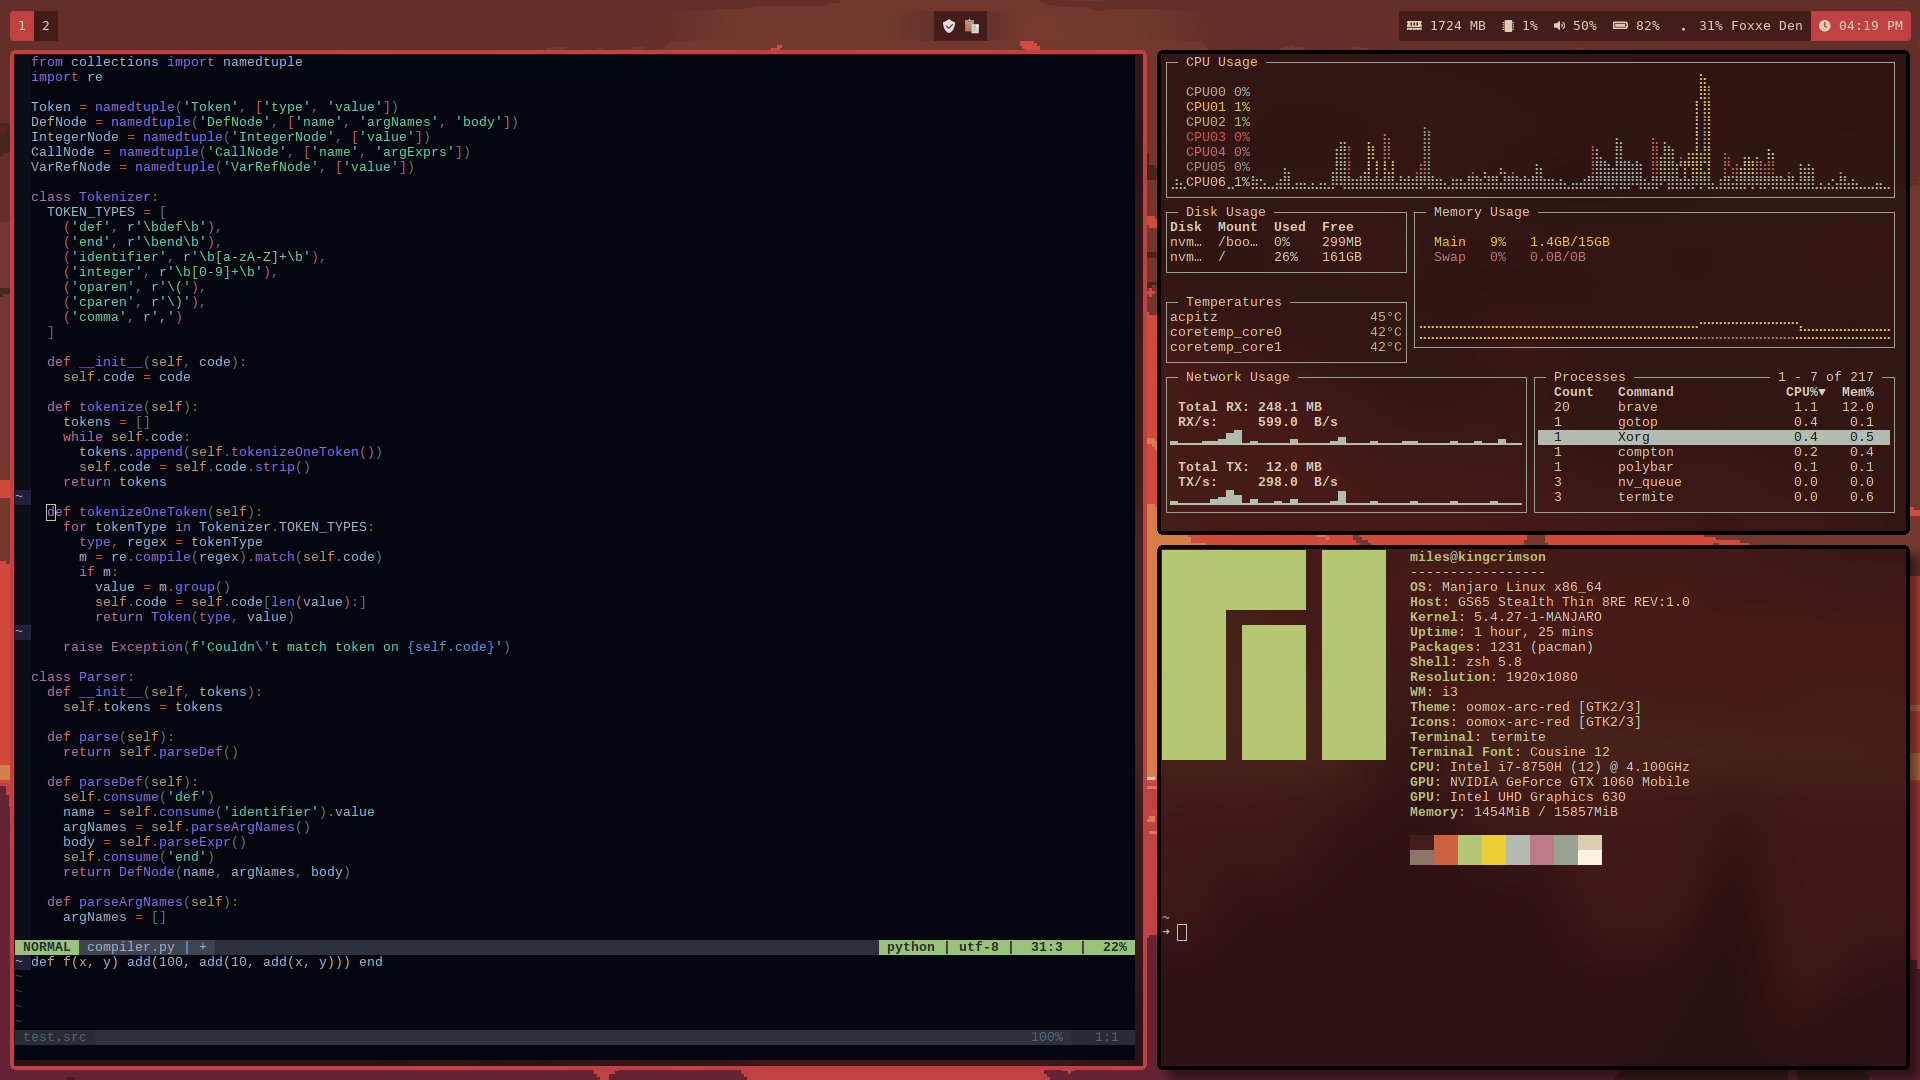 1 2
1724 MB 1% 50% 82% 31% Foxxe Den 04:19 PM
from collections import namedtuple
import re
Token = namedtuple('Token', ['type', 'value'])
DefNode = namedtuple('DefNode', ['name', 'argNames', 'body'])
IntegerNode = namedtuple('IntegerNode', ['value'])
CallNode = namedtuple('CallNode', ['name', 'argExprs'])
VarRefNode = namedtuple('VarRefNode', ['value'])
class Tokenizer:
  TOKEN_TYPES = [
    ('def', r'\bdef\b'),
    ('end', r'\bend\b'),
    ('identifier', r'\b[a-zA-Z]+\b'),
    ('integer', r'\b[0-9]+\b'),
    ('oparen', r'\('),
    ('cparen', r'\)'),
    ('comma', r',')
  ]
  def __init__(self, code):
    self.code = code
  def tokenize(self):
    tokens = []
    while self.code:
      tokens.append(self.tokenizeOneToken())
      self.code = self.code.strip()
    return tokens
~
  def tokenizeOneToken(self):
    for tokenType in Tokenizer.TOKEN_TYPES:
      type, regex = tokenType
      m = re.compile(regex).match(self.code)
      if m:
        value = m.group()
        self.code = self.code[len(value):]
        return Token(type, value)
~
    raise Exception(f'Couldn\'t match token on {self.code}')
class Parser:
  def __init__(self, tokens):
    self.tokens = tokens
  def parse(self):
    return self.parseDef()
  def parseDef(self):
    self.consume('def')
    name = self.consume('identifier').value
    argNames = self.parseArgNames()
    body = self.parseExpr()
    self.consume('end')
    return DefNode(name, argNames, body)
  def parseArgNames(self):
    argNames = []
NORMAL compiler.py | + python | utf-8 | 31:3 | 22%
~ def f(x, y) add(100, add(10, add(x, y))) end
~
~
~
~
test.src 100% 1:1
CPU Usage
CPU00 0%
CPU01 1%
CPU02 1%
CPU03 0%
CPU04 0%
CPU05 0%
CPU06 1%
Disk Usage
Disk Mount Used Free
nvm… /boo… 0% 299MB
nvm… / 26% 161GB
Memory Usage
Main 9% 1.4GB/15GB
Swap 0% 0.0B/0B
Temperatures
acpitz 45°C
coretemp_core0 42°C
coretemp_core1 42°C
Network Usage
Total RX: 248.1 MB
RX/s: 599.0 B/s
Total TX: 12.0 MB
TX/s: 298.0 B/s
Processes 1 - 7 of 217
Count Command CPU%▼ Mem%
20 brave 1.1 12.0
1 gotop 0.4 0.1
1 Xorg 0.4 0.5
1 compton 0.2 0.4
1 polybar 0.1 0.1
3 nv_queue 0.0 0.0
3 termite 0.0 0.6
miles@kingcrimson
-----------------
OS: Manjaro Linux x86_64
Host: GS65 Stealth Thin 8RE REV:1.0
Kernel: 5.4.27-1-MANJARO
Uptime: 1 hour, 25 mins
Packages: 1231 (pacman)
Shell: zsh 5.8
Resolution: 1920x1080
WM: i3
Theme: oomox-arc-red [GTK2/3]
Icons: oomox-arc-red [GTK2/3]
Terminal: termite
Terminal Font: Cousine 12
CPU: Intel i7-8750H (12) @ 4.100GHz
GPU: NVIDIA GeForce GTX 1060 Mobile
GPU: Intel UHD Graphics 630
Memory: 1454MiB / 15857MiB
~
➜